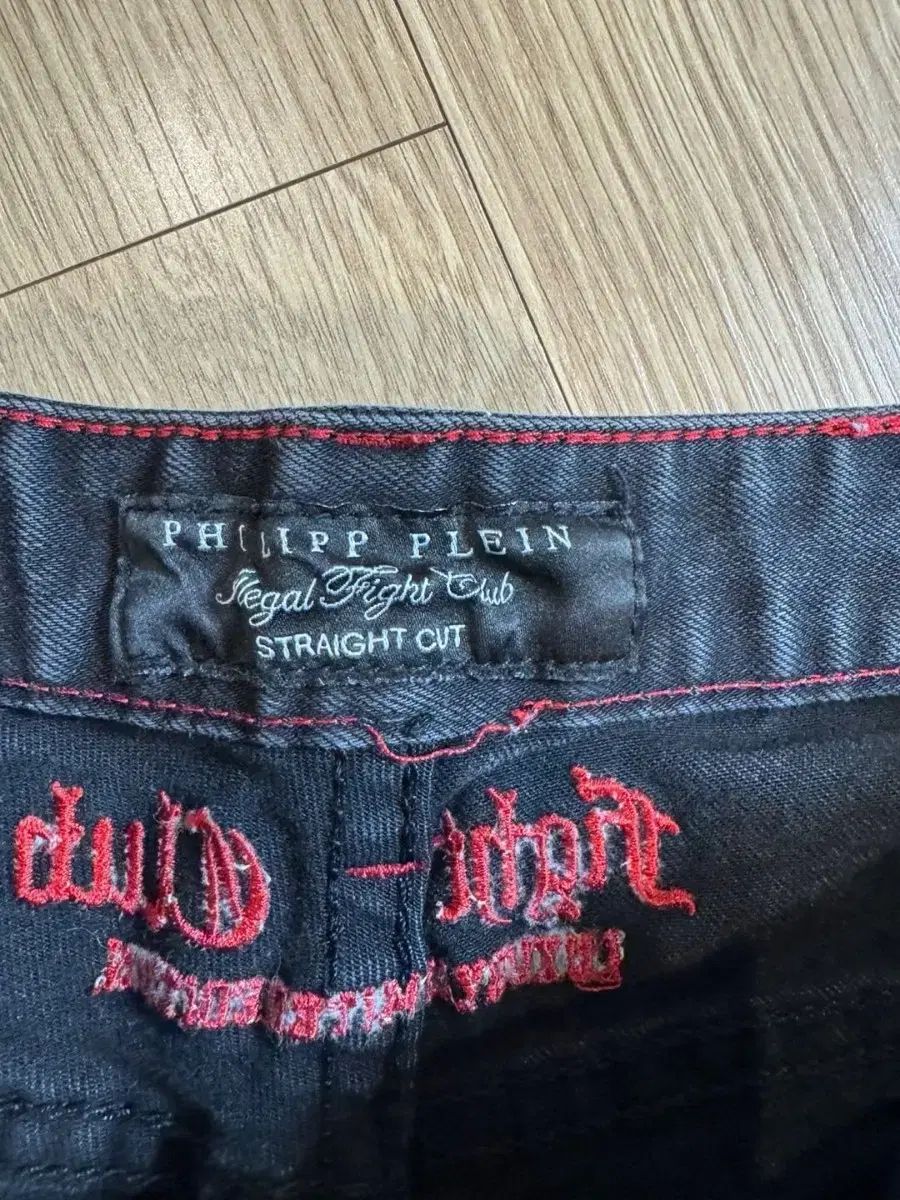 PHILIPP PLEIN
Illegal Fight Club
STRAIGHT CUT
Fight Club